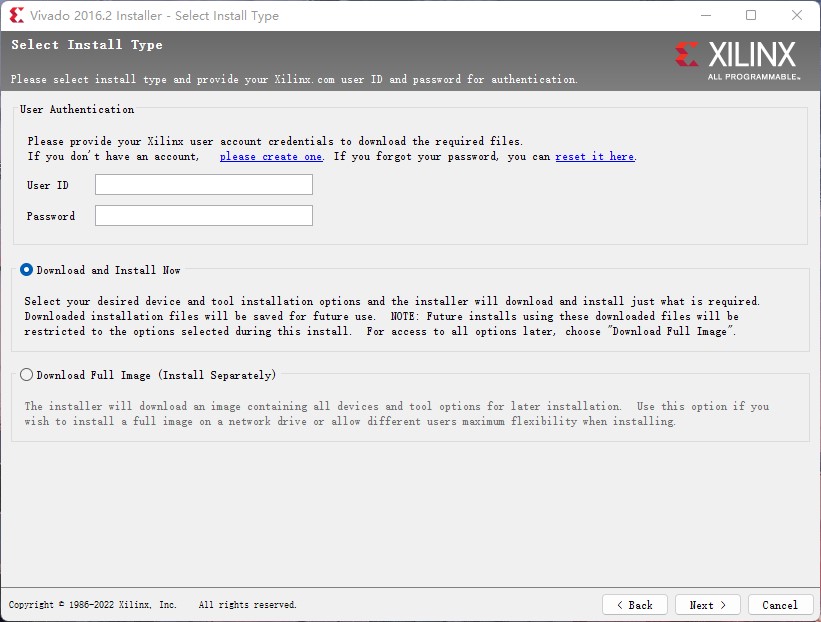 Vivado 2016.2 Installer - Select Install Type
Select Install Type
XILINX
ALL PROGRAMMABLE™
Please select install type and provide your Xilinx.com user ID and password for authentication.
User Authentication
Please provide your Xilinx user account credentials to download the required files.
If you don't have an account, please create one. If you forgot your password, you can reset it here.
User ID
Password
Download and Install Now
Select your desired device and tool installation options and the installer will download and install just what is required.
Downloaded installation files will be saved for future use. NOTE: Future installs using these downloaded files will be
restricted to the options selected during this install. For access to all options later, choose "Download Full Image".
Download Full Image (Install Separately)
The installer will download an image containing all devices and tool options for later installation. Use this option if you
wish to install a full image on a network drive or allow different users maximum flexibility when installing.
Copyright © 1986-2022 Xilinx, Inc. All rights reserved.
< Back
Next >
Cancel